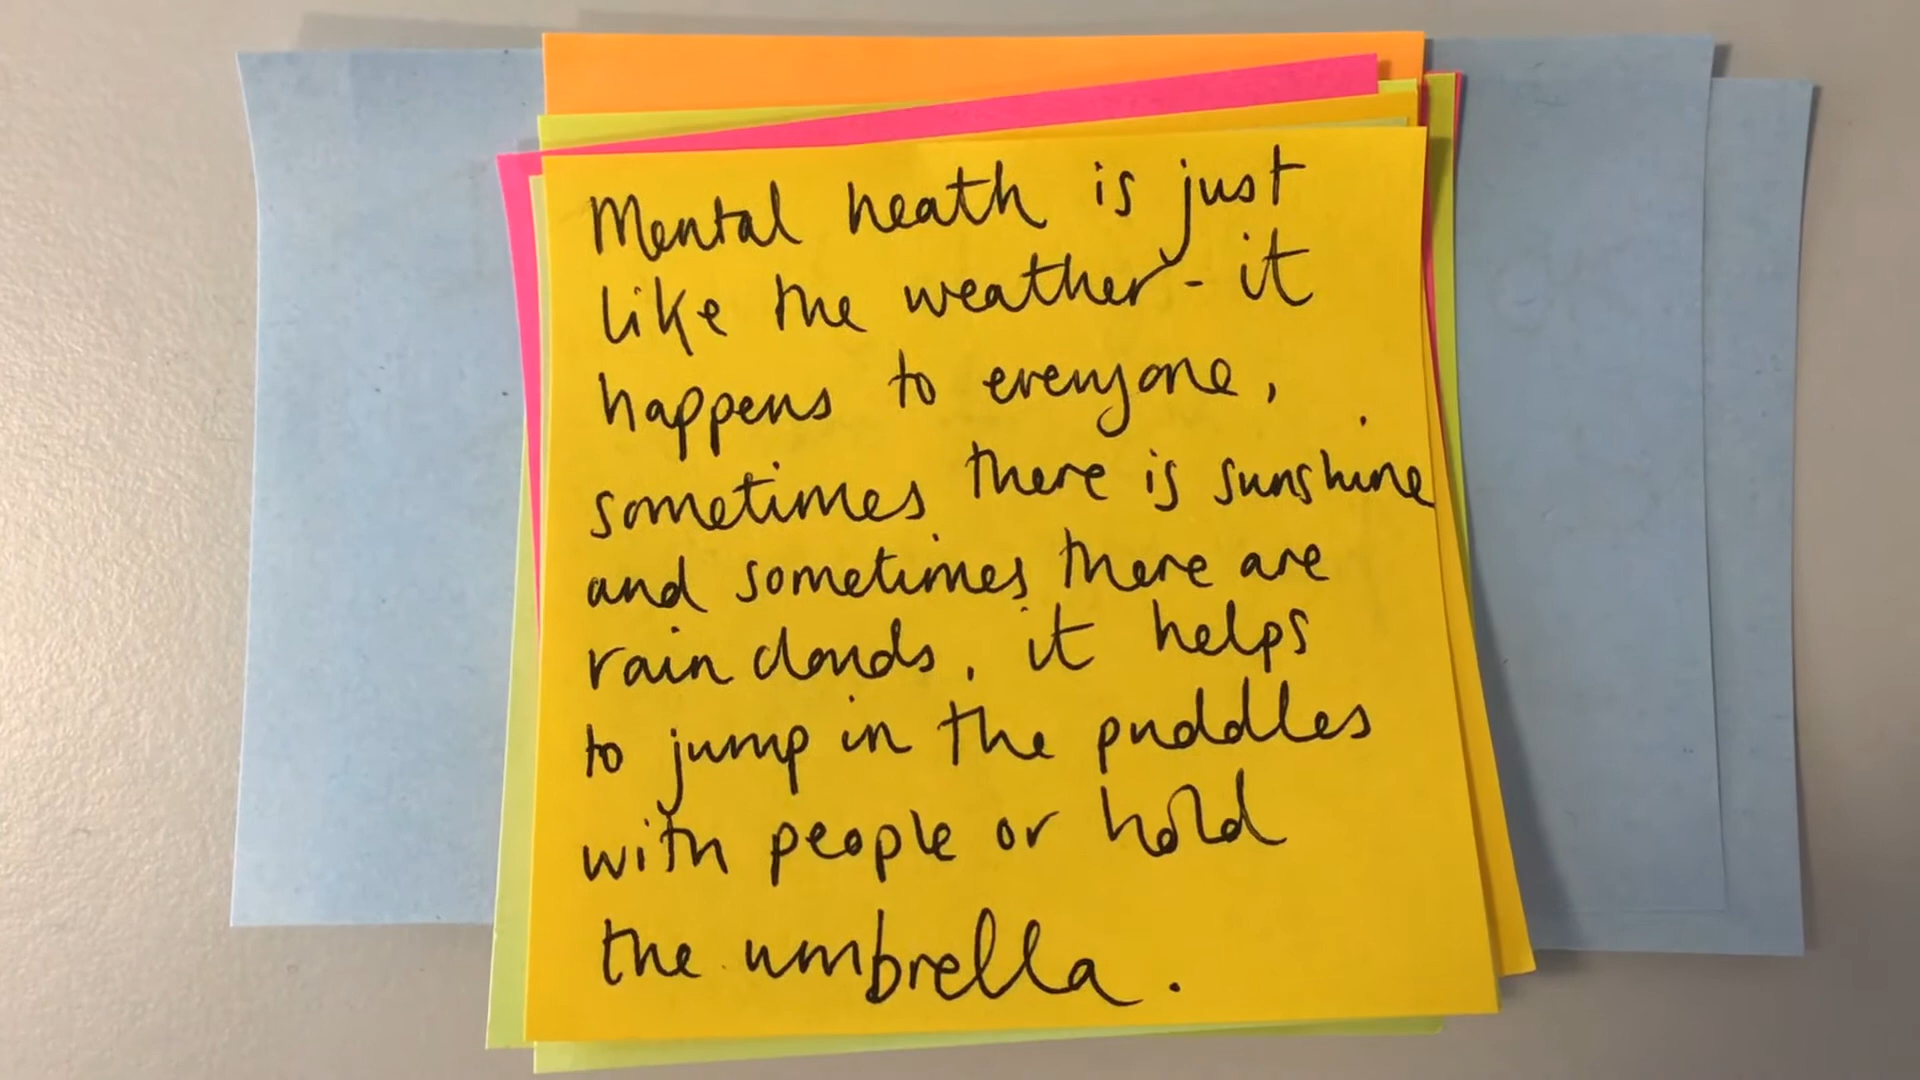 Mental heath is just
like the weather - it
happens to everyone,
sometimes there is sunshine
and sometimes there are
rain clouds, it helps
to jump in the puddles
with people or hold
the umbrella.